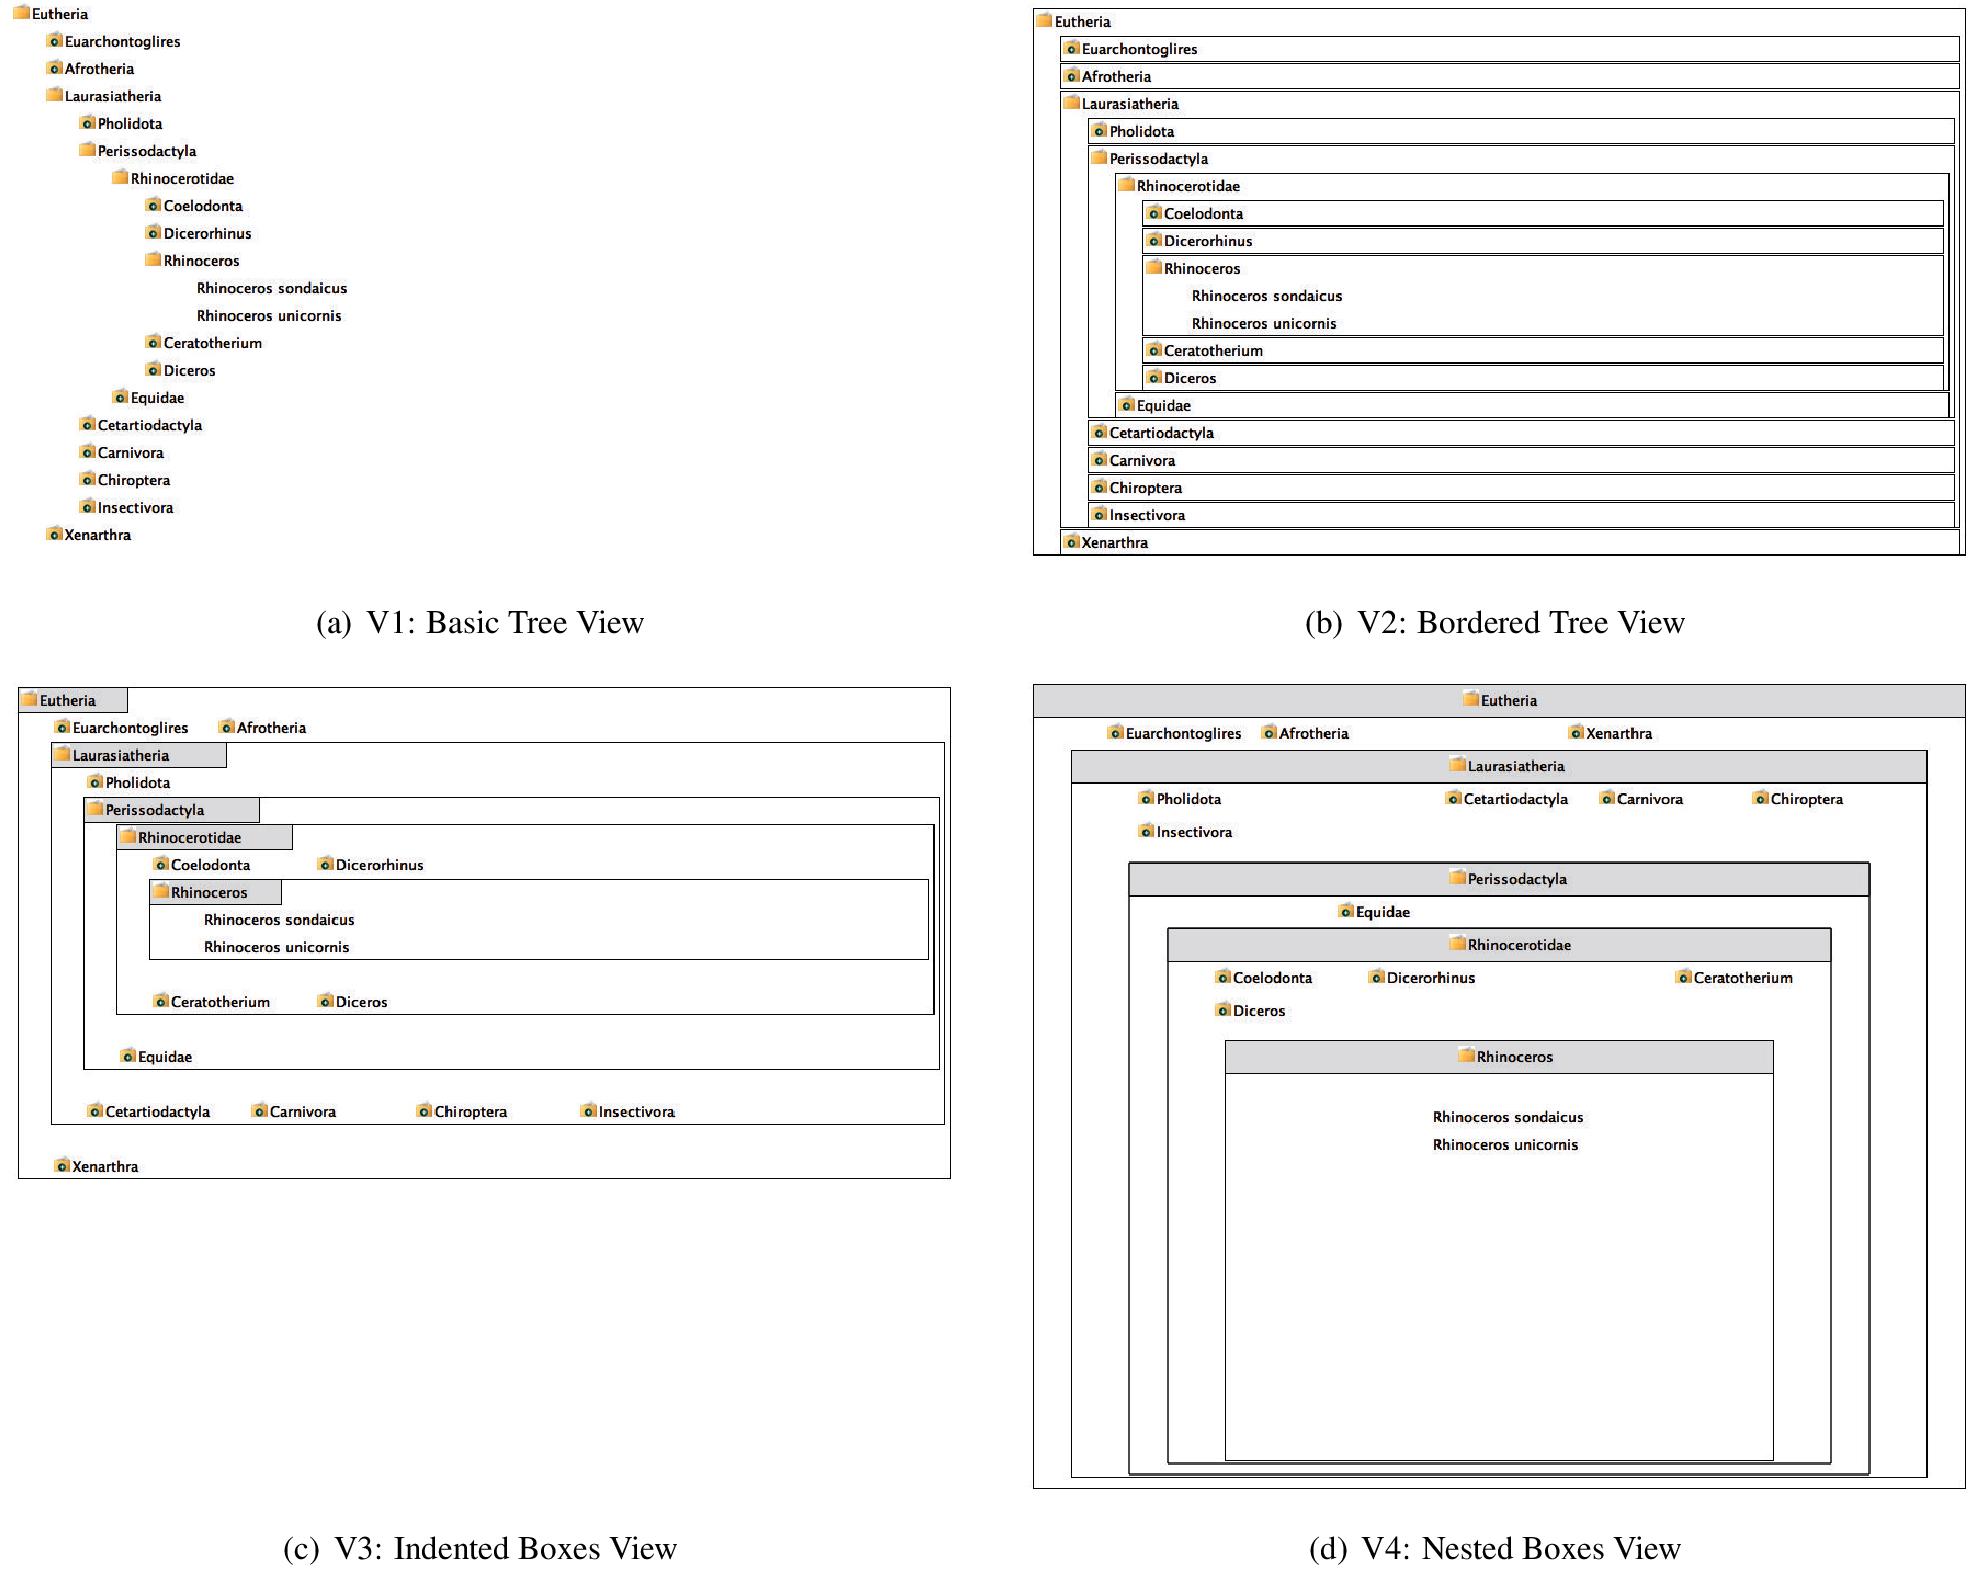 Eutheria
Euarchontoglires
Afrotheria
Laurasiatheria
Pholidota
Perissodactyla
Rhinocerotidae
Coelodonta
Dicerorhinus
Rhinoceros
Rhinoceros sondaicus
Rhinoceros unicornis
Ceratotherium
Diceros
Equidae
Cetartiodactyla
Carnivora
Chiroptera
Insectivora
Xenarthra
(a) V1: Basic Tree View
Eutheria
Euarchontoglires
Afrotheria
Laurasiatheria
Pholidota
Perissodactyla
Rhinocerotidae
Coelodonta
Dicerorhinus
Rhinoceros
Rhinoceros sondaicus
Rhinoceros unicornis
Ceratotherium
Diceros
Equidae
Cetartiodactyla
Carnivora
Chiroptera
Insectivora
Xenarthra
(b) V2: Bordered Tree View
Eutheria
Euarchontoglires Afrotheria
Laurasiatheria
Pholidota
Perissodactyla
Rhinocerotidae
Coelodonta Dicerorhinus
Rhinoceros
Rhinoceros sondaicus
Rhinoceros unicornis
Ceratotherium Diceros
Equidae
Cetartiodactyla Carnivora Chiroptera Insectivora
Xenarthra
(c) V3: Indented Boxes View
Eutheria
Euarchontoglires Afrotheria Xenarthra
Laurasiatheria
Pholidota Cetartiodactyla Carnivora Chiroptera
Insectivora
Perissodactyla
Equidae
Rhinocerotidae
Coelodonta Dicerorhinus Ceratotherium
Diceros
Rhinoceros
Rhinoceros sondaicus
Rhinoceros unicornis
(d) V4: Nested Boxes View